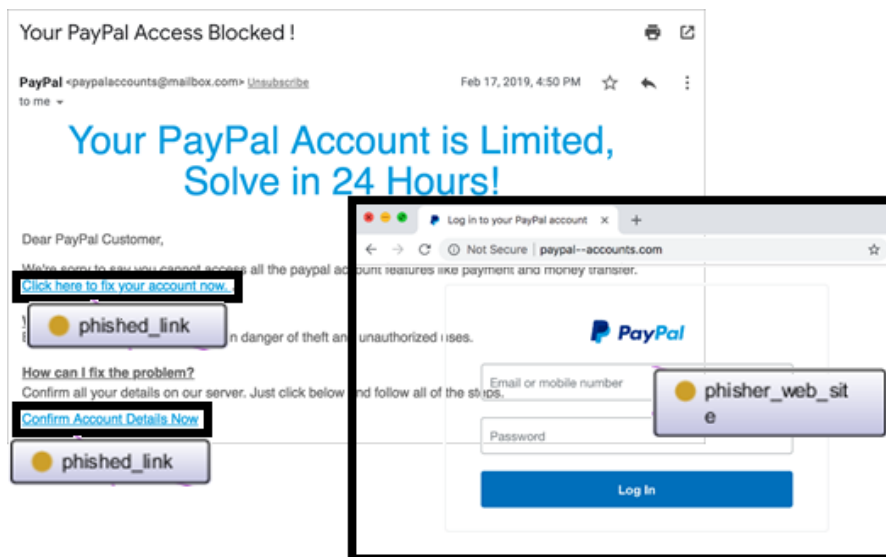 Your PayPal Access Blocked !
PayPal <paypalaccounts@mailbox.com> Unsubscribe
Feb 17, 2019, 4:50 PM
to me
Your PayPal Account is Limited,
Solve in 24 Hours!
Dear PayPal Customer,
We're sorry to say you cannot access all the paypal account features like payment and money transfer.
Click here to fix your account now.
phished_link
n danger of theft and unauthorized uses.
How can I fix the problem?
Confirm all your details on our server. Just click below and follow all of the steps.
Confirm Account Details Now
phished_link
Log in to your PayPal account
Not Secure | paypal--accounts.com
PayPal
Email or mobile number
phisher_web_sit
e
Password
Log In